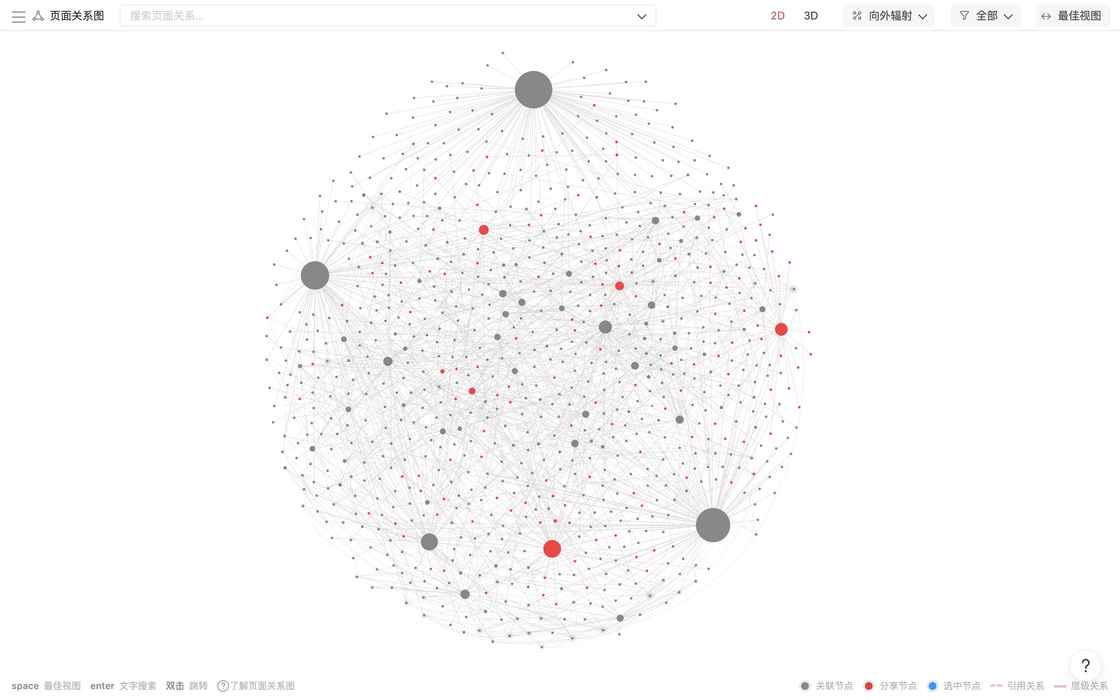 页面关系图
搜索页面关系...
2D
3D
向外辐射
全部
最佳视图
space 最佳视图 enter 文字搜索 双击 跳转 ? 了解页面关系图
?
关联节点 分享节点 选中节点 引用关系 层级关系